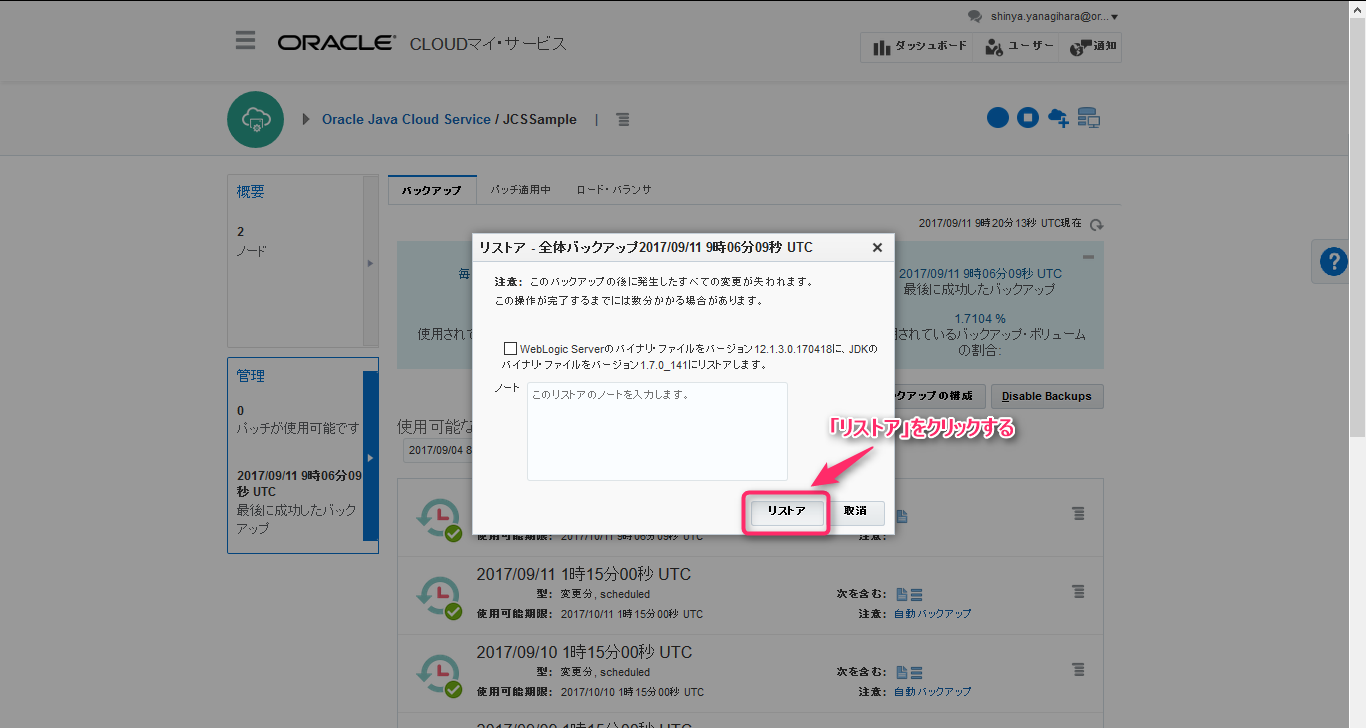 shinya.yanagihara@or...
ORACLE CLOUDマイ・サービス
ダッシュボード ユーザー 通知
Oracle Java Cloud Service / JCSSample
概要
2
ノード
管理
0
パッチが使用可能です
2017/09/11 9時06分09
秒 UTC
最後に成功したバック
アップ
バックアップ パッチ適用中 ロード・バランサ
2017/09/11 9時20分13秒 UTC現在
毎
使用されて
2017/09/11 9時06分09秒 UTC
最後に成功したバックアップ
1.7104 %
されているバックアップ・ボリューム
の割合:
クアップの構成 Disable Backups
使用可能な
2017/09/04 8
リストア - 全体バックアップ2017/09/11 9時06分09秒 UTC
注意: このバックアップの後に発生したすべての変更が失われます。
この操作が完了するまでには数分かかる場合があります。
WebLogic Serverのバイナリ・ファイルをバージョン12.1.3.0.170418に、JDKの
バイナリ・ファイルをバージョン1.7.0_141にリストアします。
ノート
このリストアのノートを入力します。
「リストア」をクリックする
リストア 取消
使用可能期限: 2017/10/11 9時06分09秒 UTC
注意:
2017/09/11 1時15分00秒 UTC
型: 変更分, scheduled
次を含む:
使用可能期限: 2017/10/11 1時15分00秒 UTC
注意: 自動バックアップ
2017/09/10 1時15分00秒 UTC
型: 変更分, scheduled
次を含む:
使用可能期限: 2017/10/10 1時15分00秒 UTC
注意: 自動バックアップ